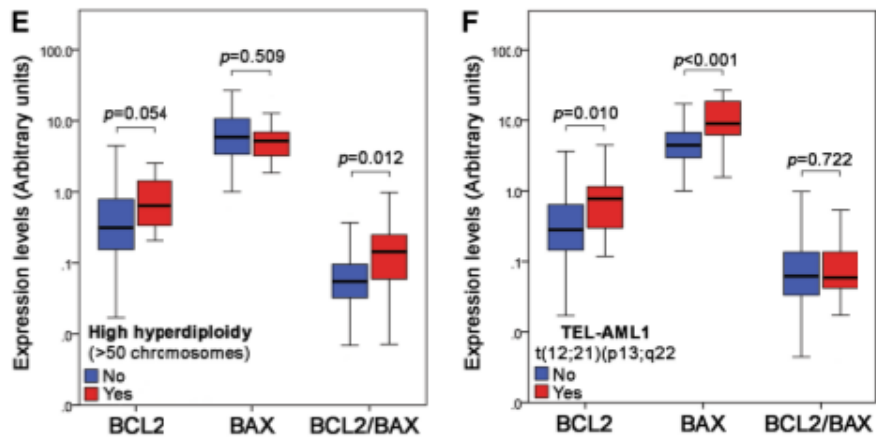 E
Expression levels (Arbitrary units)
100.0
10.0
1.0
.1
.0
.0
p=0.054
p=0.509
p=0.012
High hyperdiploidy
(>50 chrmosomes)
No
Yes
BCL2
BAX
BCL2/BAX
F
Expression levels (Arbitrary units)
100.0
10.0
1.0
.1
.0
.0
p=0.010
p<0.001
p=0.722
TEL-AML1
t(12;21)(p13;q22
No
Yes
BCL2
BAX
BCL2/BAX